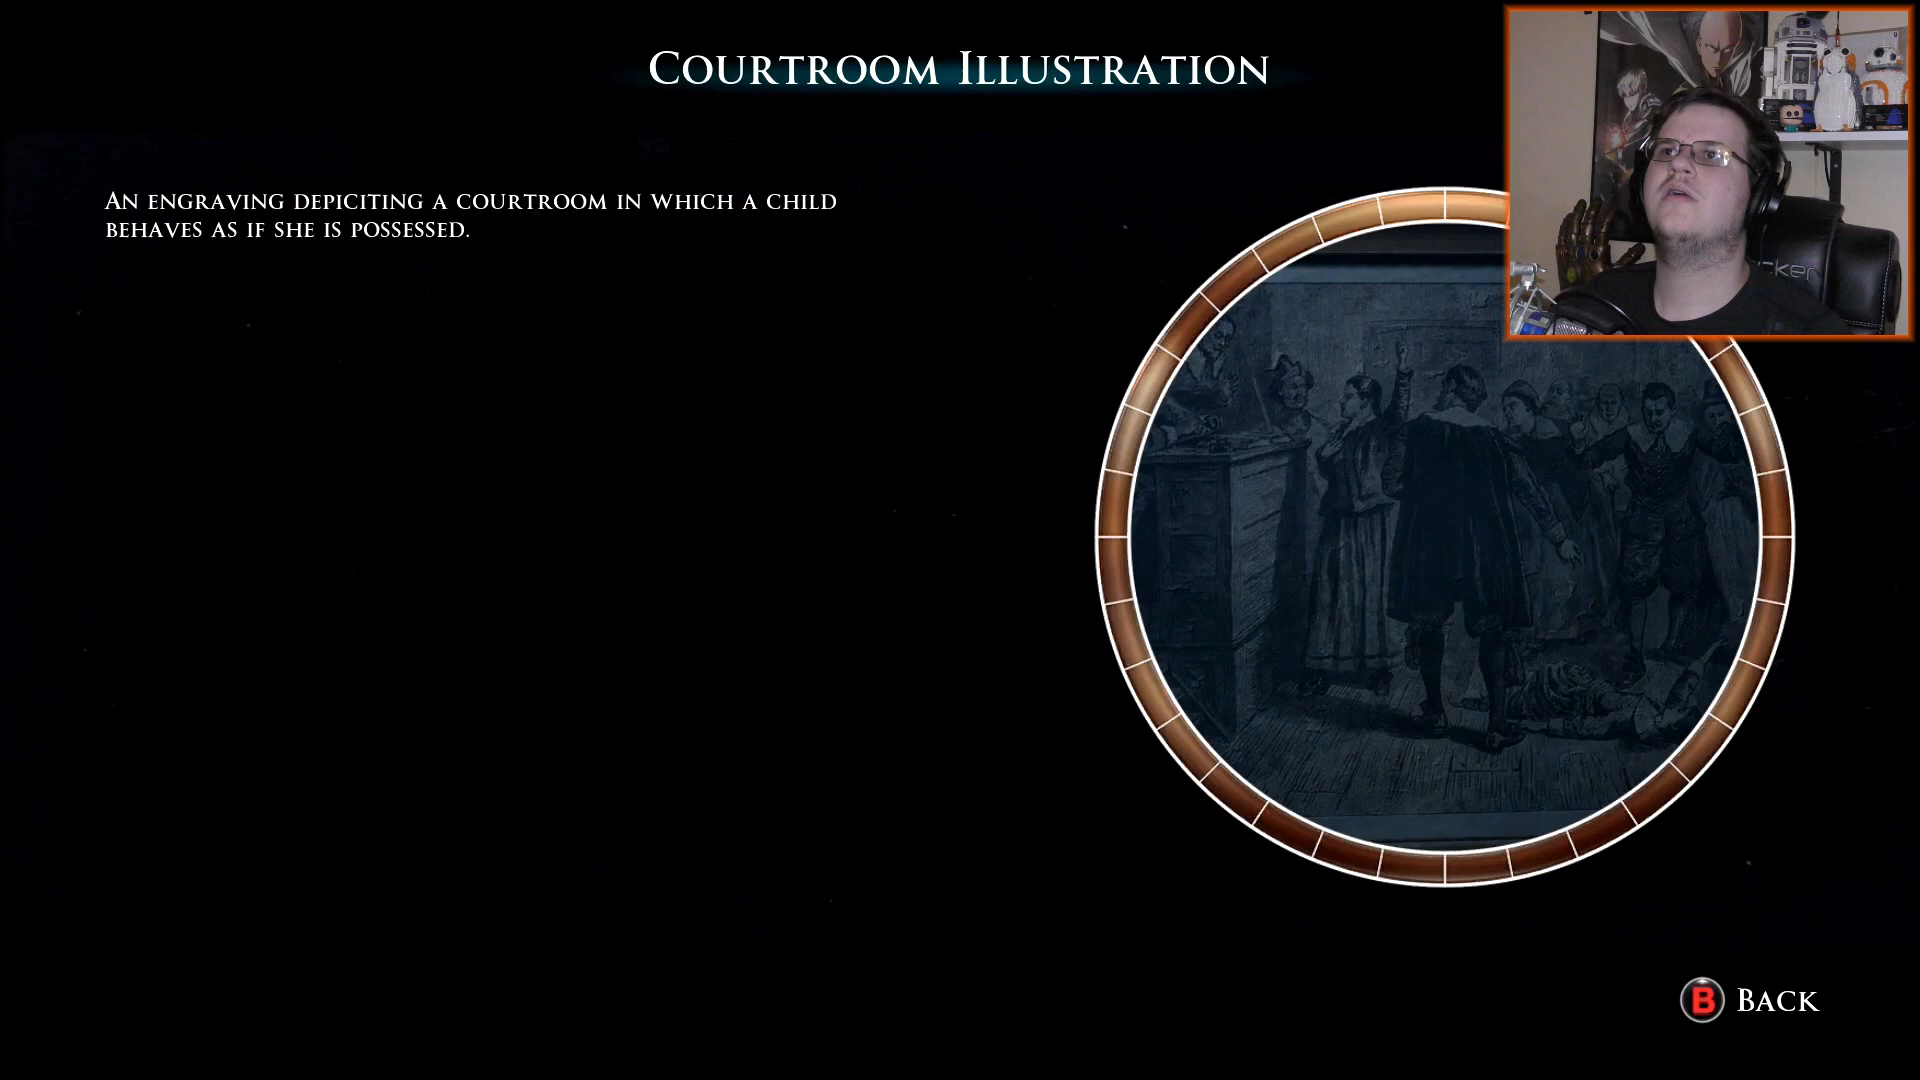 Courtroom Illustration
An engraving depiciting a courtroom in which a child
behaves as if she is possessed.
B Back